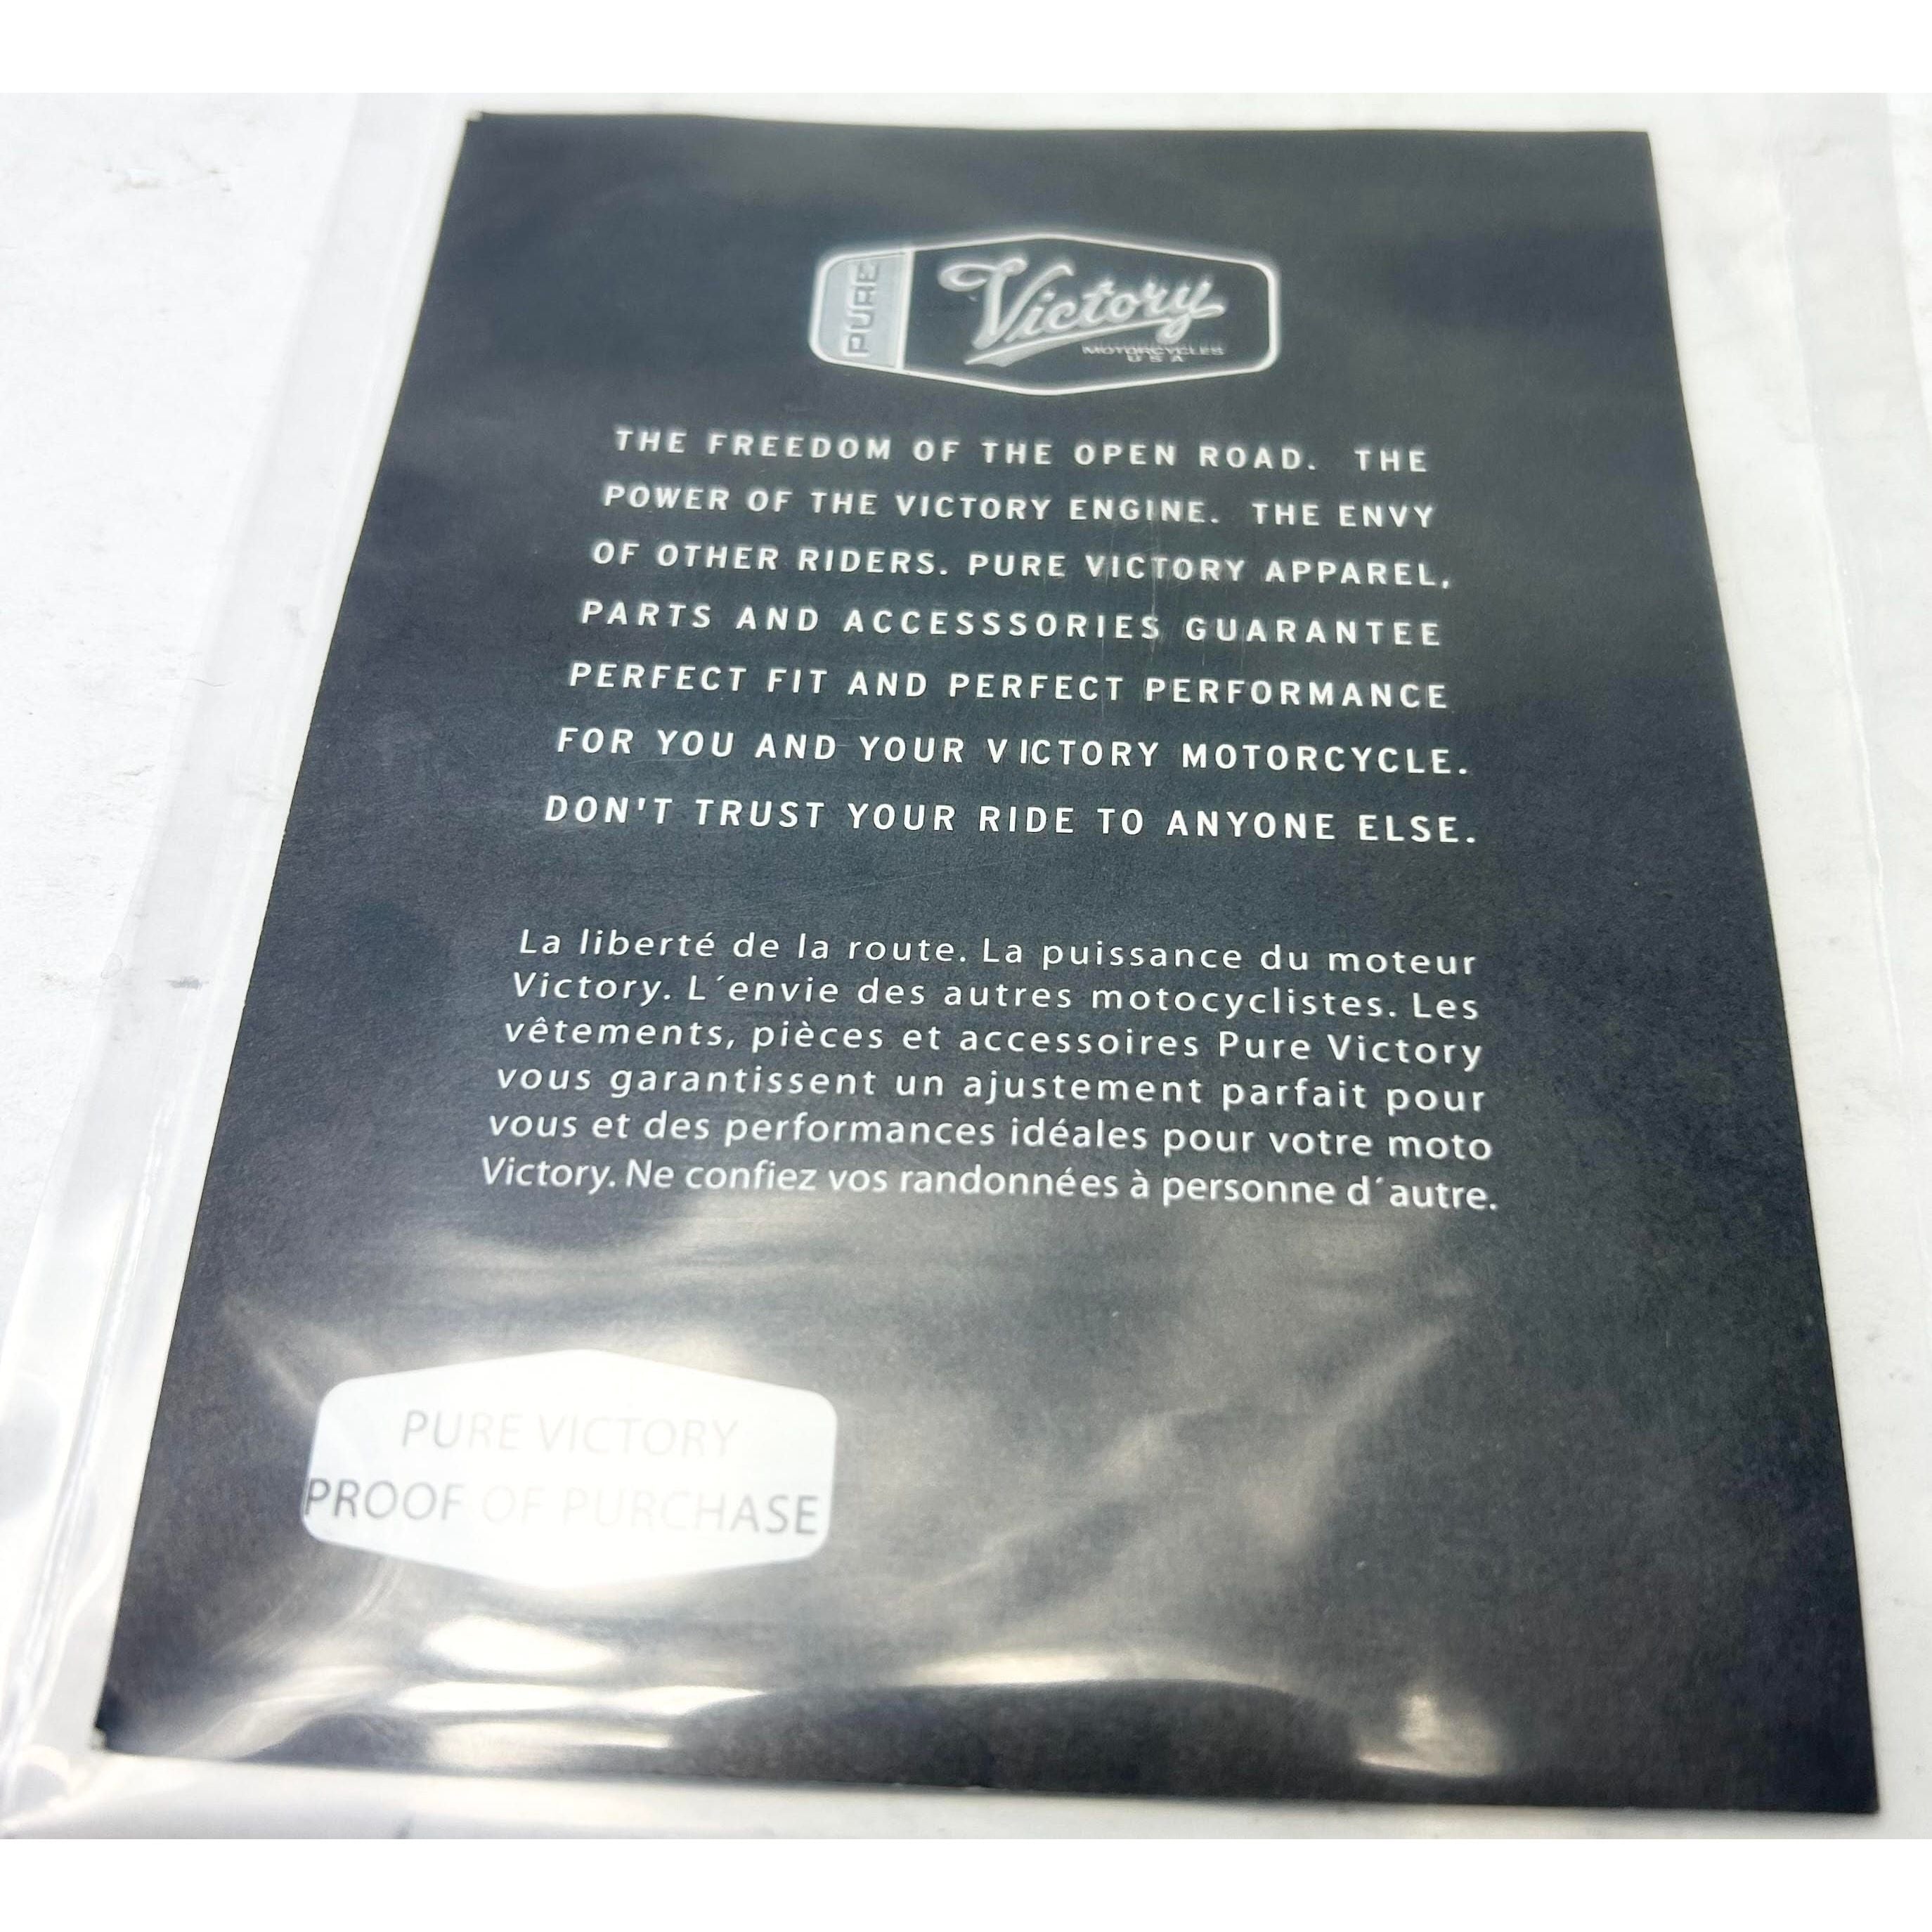 PURE
Victory
MOTORCYCLES
USA
THE FREEDOM OF THE OPEN ROAD. THE
POWER OF THE VICTORY ENGINE. THE ENVY
OF OTHER RIDERS. PURE VICTORY APPAREL,
PARTS AND ACCESSSORIES GUARANTEE
PERFECT FIT AND PERFECT PERFORMANCE
FOR YOU AND YOUR VICTORY MOTORCYCLE.
DON'T TRUST YOUR RIDE TO ANYONE ELSE.
La liberté de la route. La puissance du moteur
Victory. L´envie des autres motocyclistes. Les
vêtements, pièces et accessoires Pure Victory
vous garantissent un ajustement parfait pour
vous et des performances idéales pour votre moto
Victory. Ne confiez vos randonnées à personne d´autre.
PURE VICTORY
PROOF OF PURCHASE